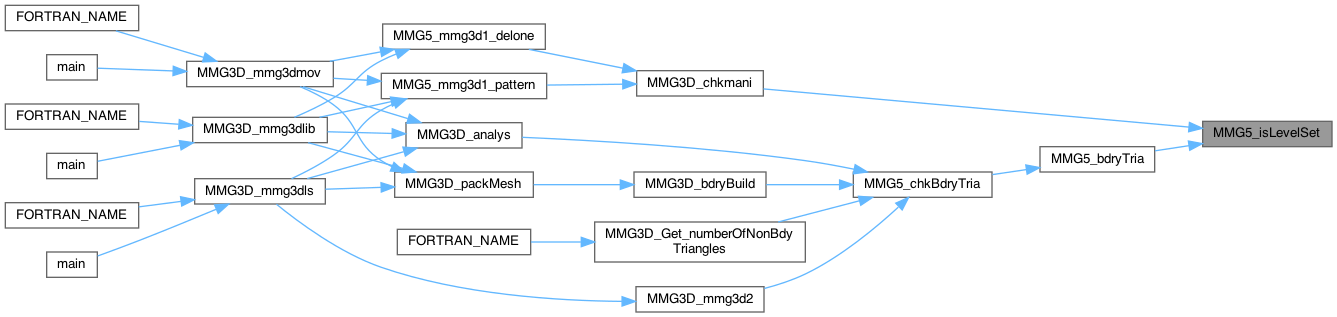 FORTRAN_NAME
main
FORTRAN_NAME
main
FORTRAN_NAME
main
MMG3D_mmg3dmov
MMG3D_mmg3dlib
MMG3D_mmg3dls
MMG5_mmg3d1_delone
MMG5_mmg3d1_pattern
MMG3D_analys
MMG3D_packMesh
FORTRAN_NAME
MMG3D_chkmani
MMG3D_bdryBuild
MMG3D_Get_numberOfNonBdy
Triangles
MMG3D_mmg3d2
MMG5_chkBdryTria
MMG5_bdryTria
MMG5_isLevelSet